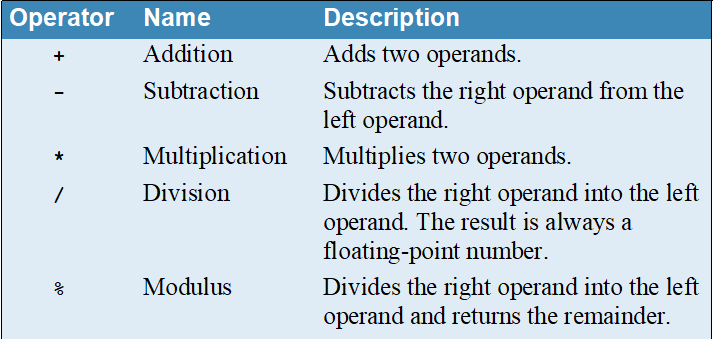 Operator Name Description
+ Addition Adds two operands.
- Subtraction Subtracts the right operand from the
left operand.
* Multiplication Multiplies two operands.
/ Division Divides the right operand into the left
operand. The result is always a
floating-point number.
% Modulus Divides the right operand into the left
operand and returns the remainder.